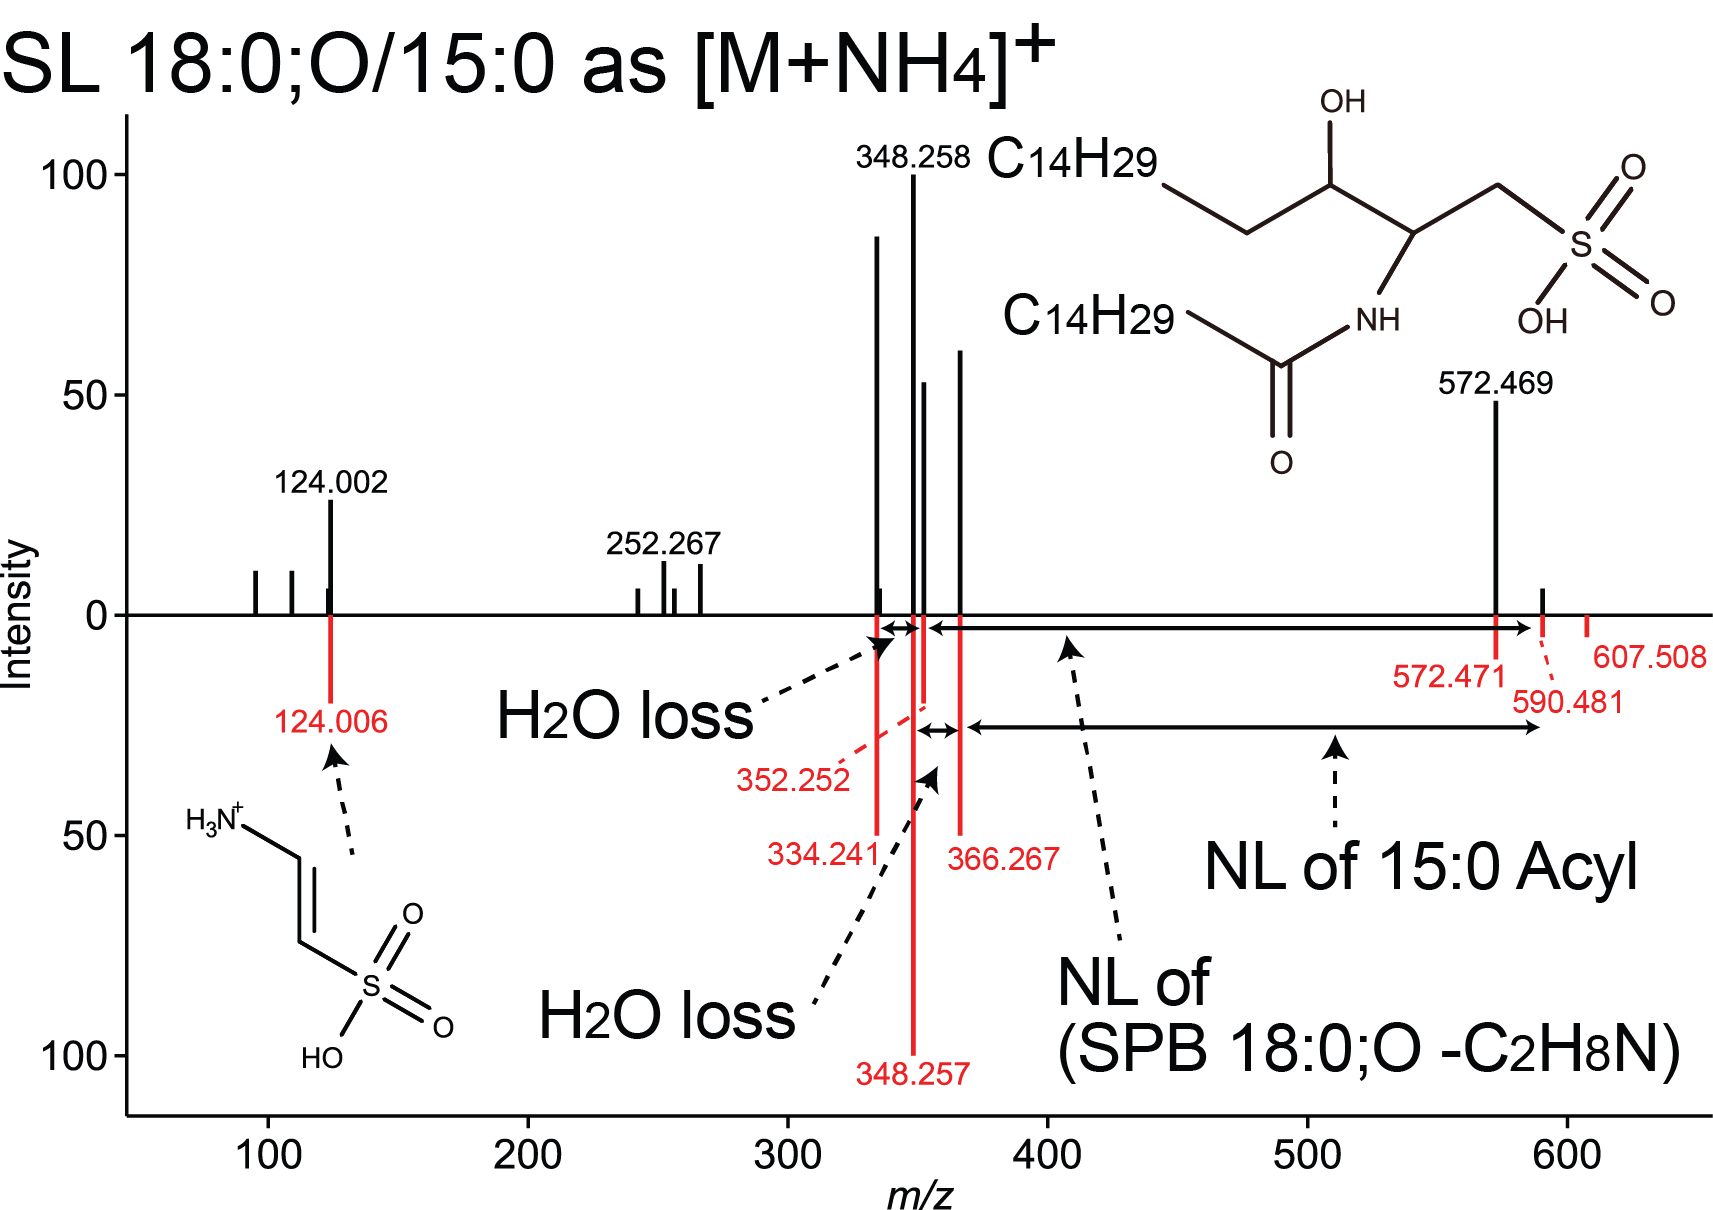 SL 18:0;O/15:0 as [M+NH4]+
OH
C14H29
O
S
O
OH
C14H29
NH
O
Intensity
100
50
0
50
100
348.258
572.469
124.002
252.267
124.006
H2O loss
352.252
334.241
366.267
H2O loss
348.257
572.471
590.481
607.508
NL of 15:0 Acyl
NL of
(SPB 18:0;O -C2H8N)
H3N+
O
S
O
HO
100
200
300
400
500
600
m/z